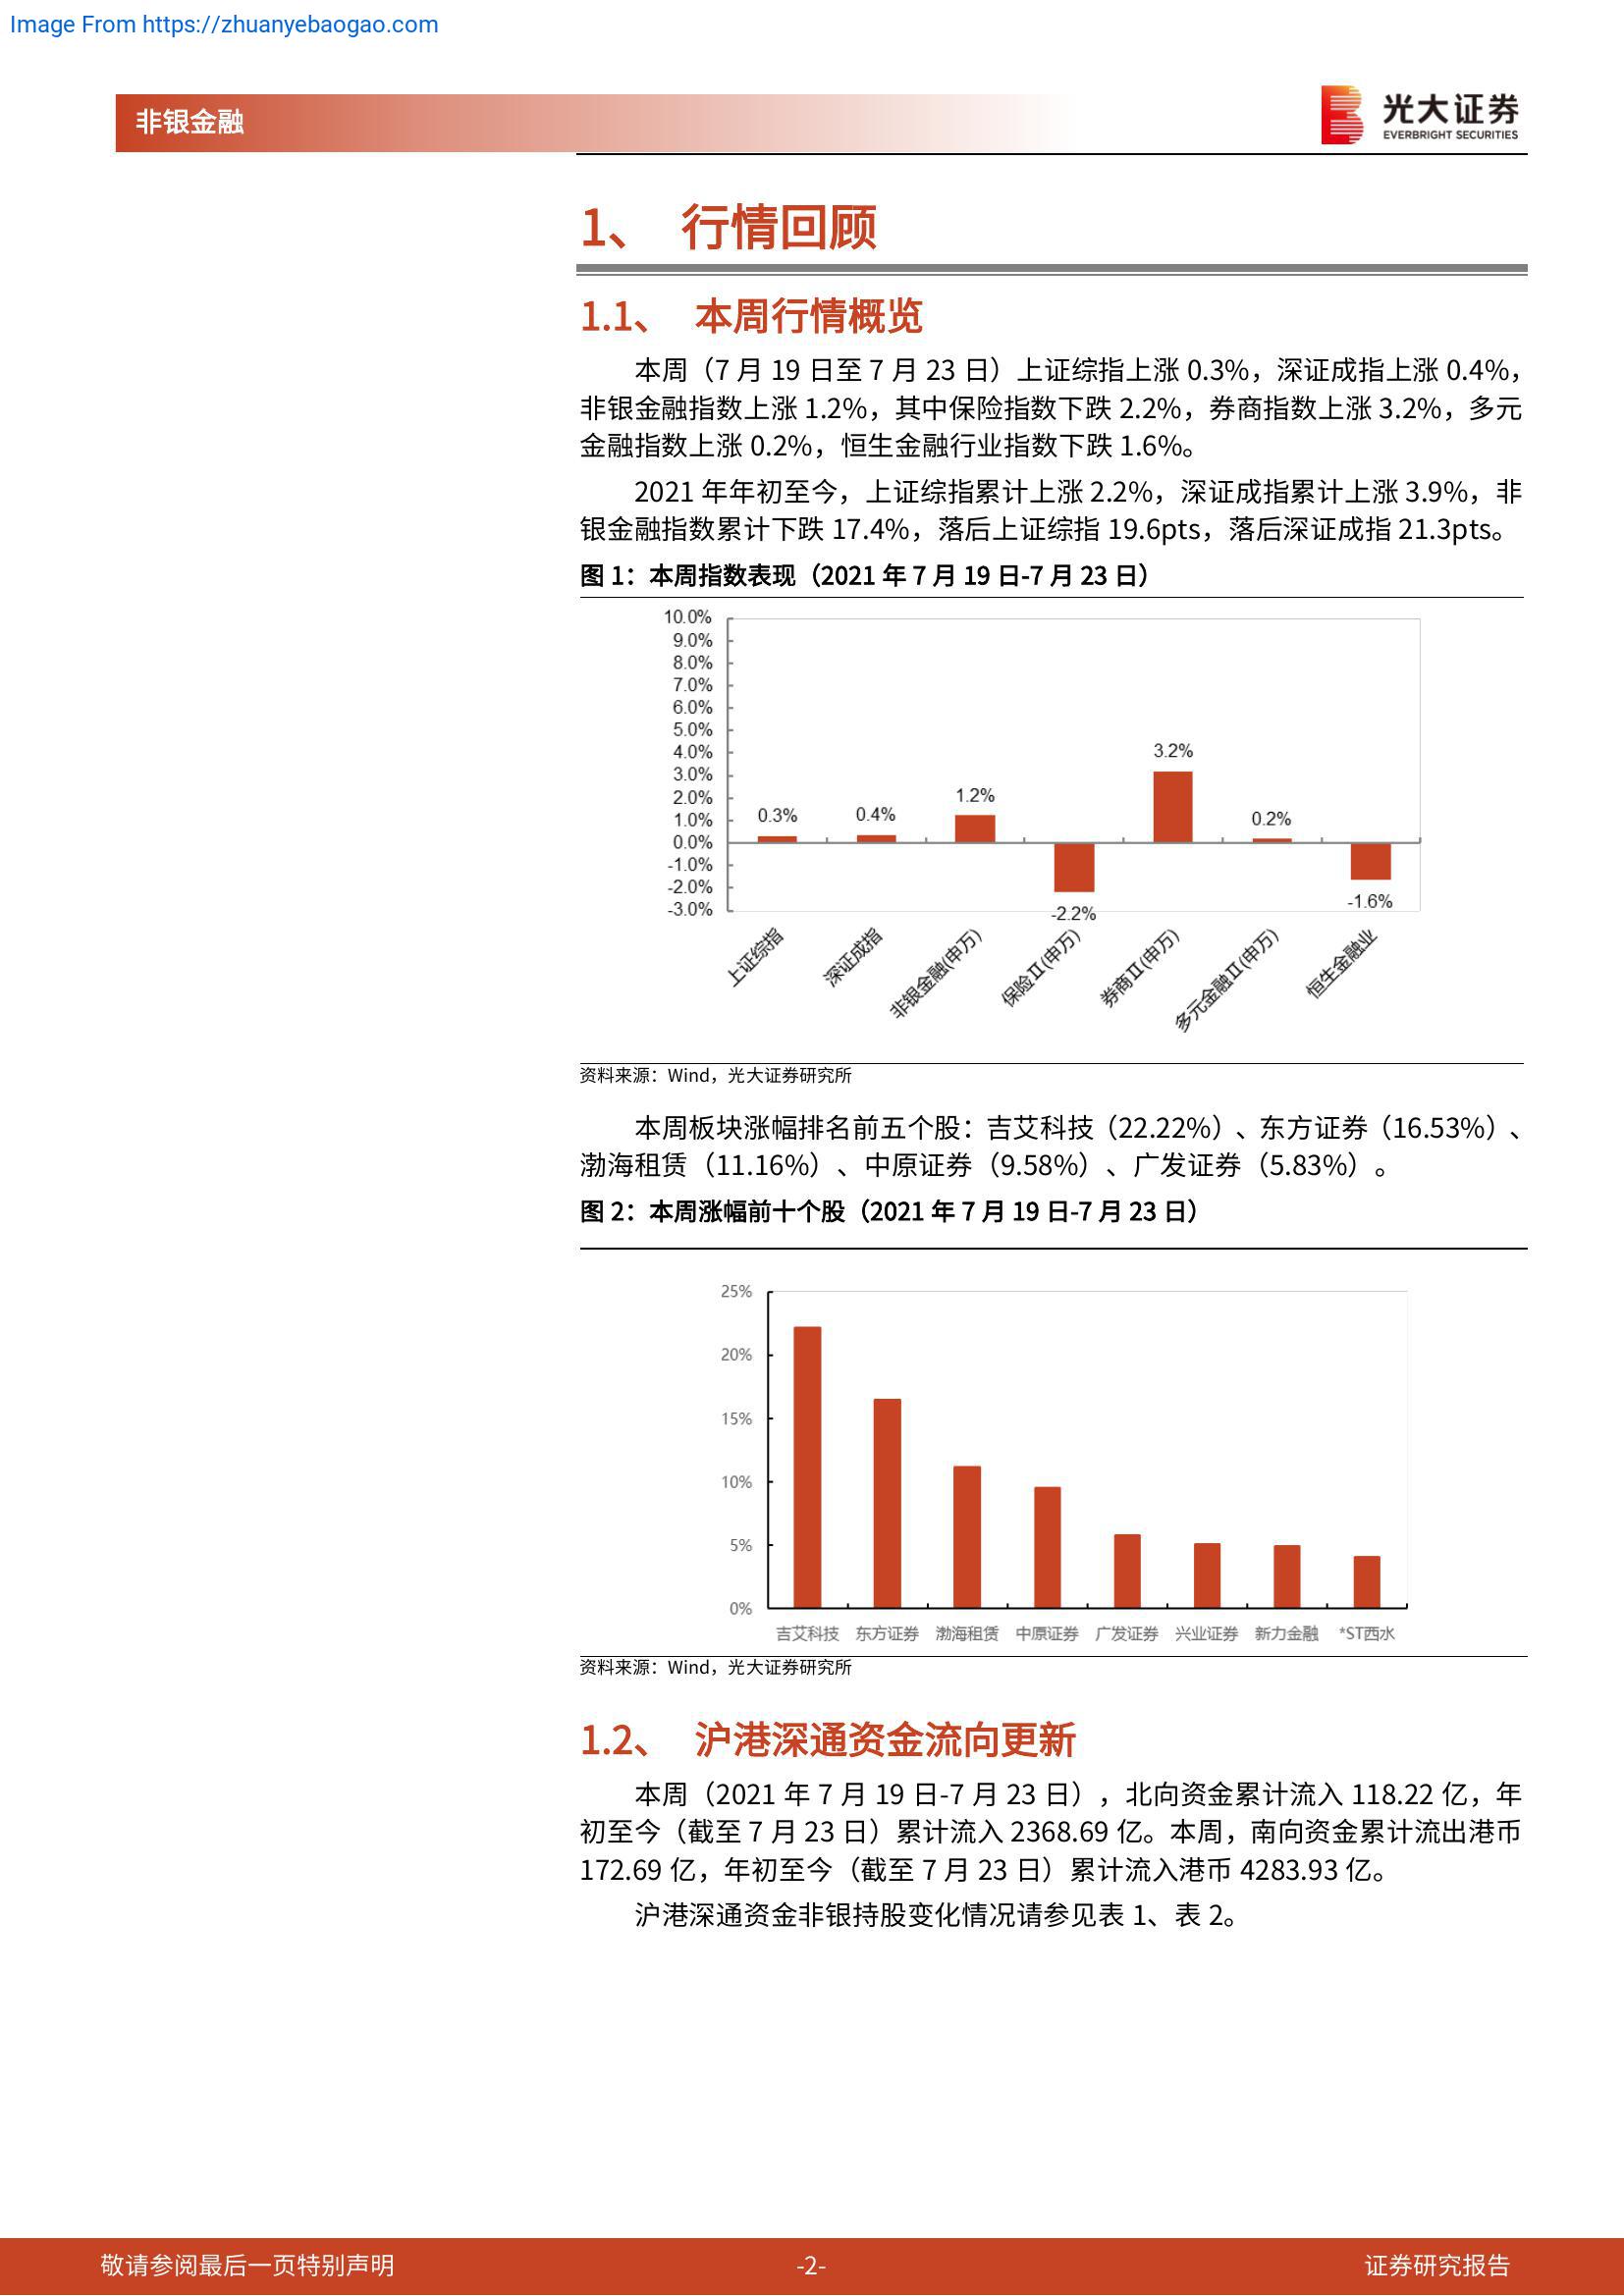 Image From https://zhuanyebaogao.com
非银金融
光大证券
EVERBRIGHT SECURITIES
1、 行情回顾
1.1、 本周行情概览
本周（7 月 19 日至 7 月 23 日）上证综指上涨 0.3%，深证成指上涨 0.4%，
非银金融指数上涨 1.2%，其中保险指数下跌 2.2%，券商指数上涨 3.2%，多元
金融指数上涨 0.2%，恒生金融行业指数下跌 1.6%。
2021 年年初至今，上证综指累计上涨 2.2%，深证成指累计上涨 3.9%，非
银金融指数累计下跌 17.4%，落后上证综指 19.6pts，落后深证成指 21.3pts。
图 1：本周指数表现（2021 年 7 月 19 日-7 月 23 日）
10.0%
9.0%
8.0%
7.0%
6.0%
5.0%
4.0%
3.0%
2.0%
1.0%
0.0%
-1.0%
-2.0%
-3.0%
0.3%
0.4%
1.2%
-2.2%
3.2%
0.2%
-1.6%
上证综指
深证成指
非银金融(申万)
保险Ⅱ(申万)
券商Ⅱ(申万)
多元金融Ⅱ(申万)
恒生金融业
资料来源：Wind，光大证券研究所
本周板块涨幅排名前五个股：吉艾科技（22.22%）、东方证券（16.53%）、
渤海租赁（11.16%）、中原证券（9.58%）、广发证券（5.83%）。
图 2：本周涨幅前十个股（2021 年 7 月 19 日-7 月 23 日）
25%
20%
15%
10%
5%
0%
吉艾科技 东方证券 渤海租赁 中原证券 广发证券 兴业证券 新力金融 *ST西水
资料来源：Wind，光大证券研究所
1.2、 沪港深通资金流向更新
本周（2021 年 7 月 19 日-7 月 23 日），北向资金累计流入 118.22 亿，年
初至今（截至 7 月 23 日）累计流入 2368.69 亿。本周，南向资金累计流出港币
172.69 亿，年初至今（截至 7 月 23 日）累计流入港币 4283.93 亿。
沪港深通资金非银持股变化情况请参见表 1、表 2。
敬请参阅最后一页特别声明
-2-
证券研究报告